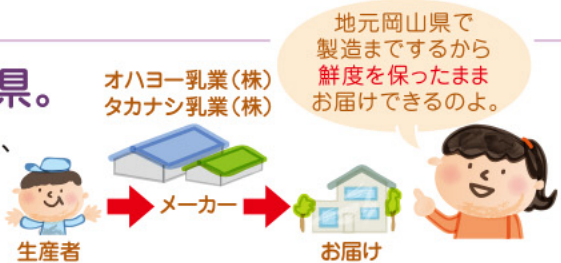 県。
、
オハヨー乳業(株)
タカナシ乳業(株)
地元岡山県で
製造までするから
鮮度を保ったまま
お届けできるのよ。
生産者
メーカー
お届け